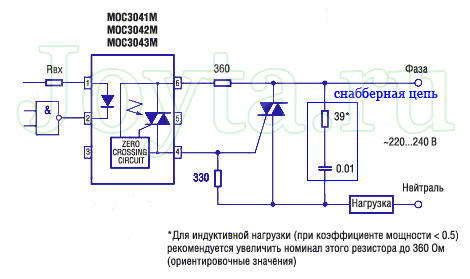 MOC3041M
MOC3042M
MOC3043M
Joyta.ru
Rвх
1
6
360
Фаза
снабберная цепь
&
2
5
39*
~220...240 В
ZERO
CROSSING
CIRCUIT
3
4
330
0.01
Нейтраль
Нагрузка
*Для индуктивной нагрузки (при коэффициенте мощности < 0.5)
рекомендуется увеличить номинал этого резистора до 360 Ом
(ориентировочные значения)